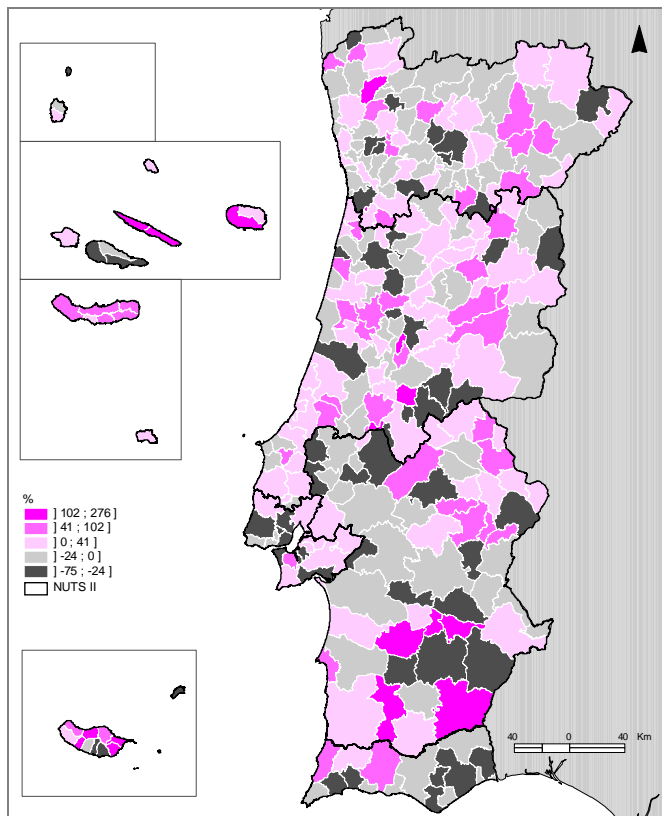 %
] 102 ; 276 ]
] 41 ; 102 ]
] 0 ; 41 ]
] -24 ; 0 ]
] -75 ; -24 ]
NUTS II
40 0 40 Km